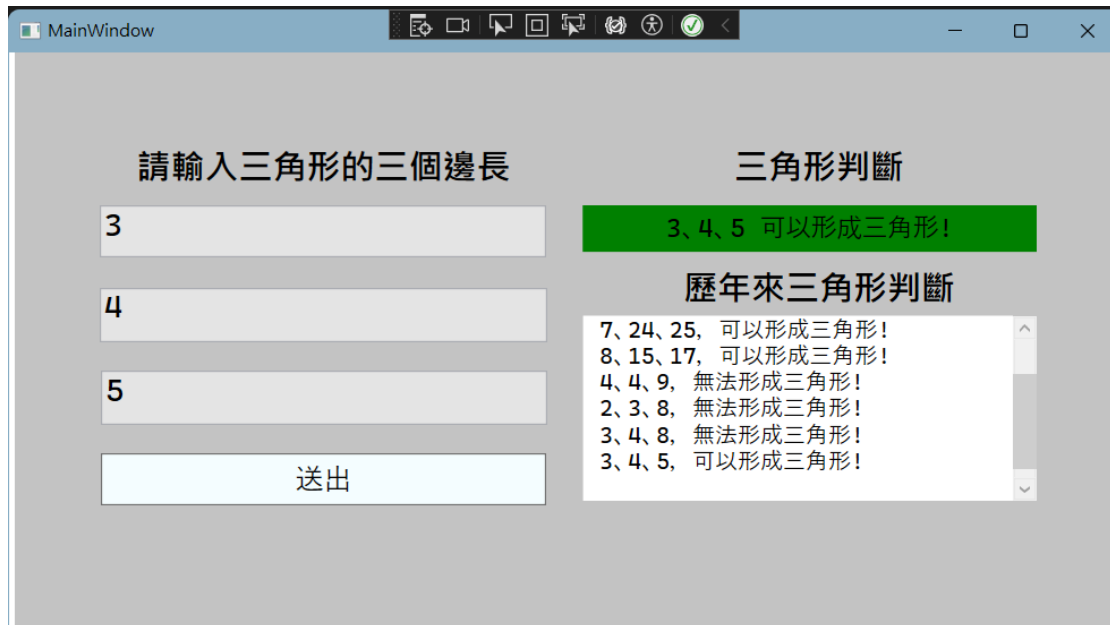 MainWindow
請輸入三角形的三個邊長
3
4
5
送出
三角形判斷
3、4、5 可以形成三角形!
歷年來三角形判斷
7、24、25, 可以形成三角形!
8、15、17, 可以形成三角形!
4、4、9, 無法形成三角形!
2、3、8, 無法形成三角形!
3、4、8, 無法形成三角形!
3、4、5, 可以形成三角形!